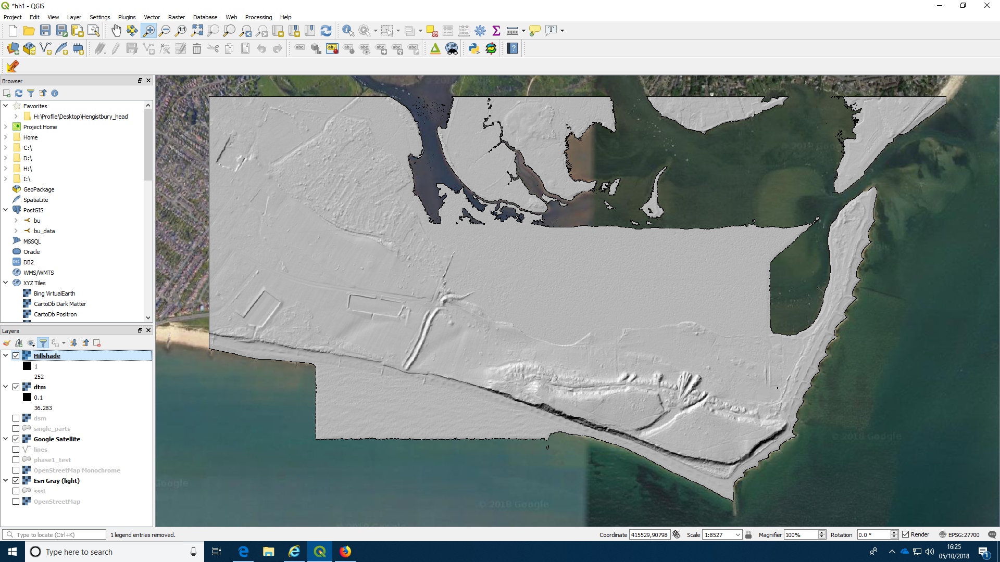 *hh1 - QGIS
Project Edit View Layer Settings Plugins Vector Raster Database Web Processing Help
Browser
Favorites
H:\Profile\Desktop\Hengistbury_head
Project Home
Home
C:\
D:\
H:\
I:\
GeoPackage
SpatiaLite
PostGIS
bu
bu_data
MSSQL
Oracle
DB2
WMS/WMTS
XYZ Tiles
Bing VirtualEarth
CartoDb Dark Matter
CartoDb Positron
Layers
Hillshade
1
252
dtm
0.1
36.283
dsm
single_parts
Google Satellite
lines
phase1_test
OpenStreetMap Monochrome
Esri Gray (light)
sssi
OpenStreetMap
Google
© 2018 Google
© 2018 Google
Type to locate (Ctrl+K) 1 legend entries removed. Coordinate 415529,90798 Scale 1:8527 Magnifier 100% Rotation 0.0 ° Render EPSG:27700
Type here to search
16:25
05/10/2018
1